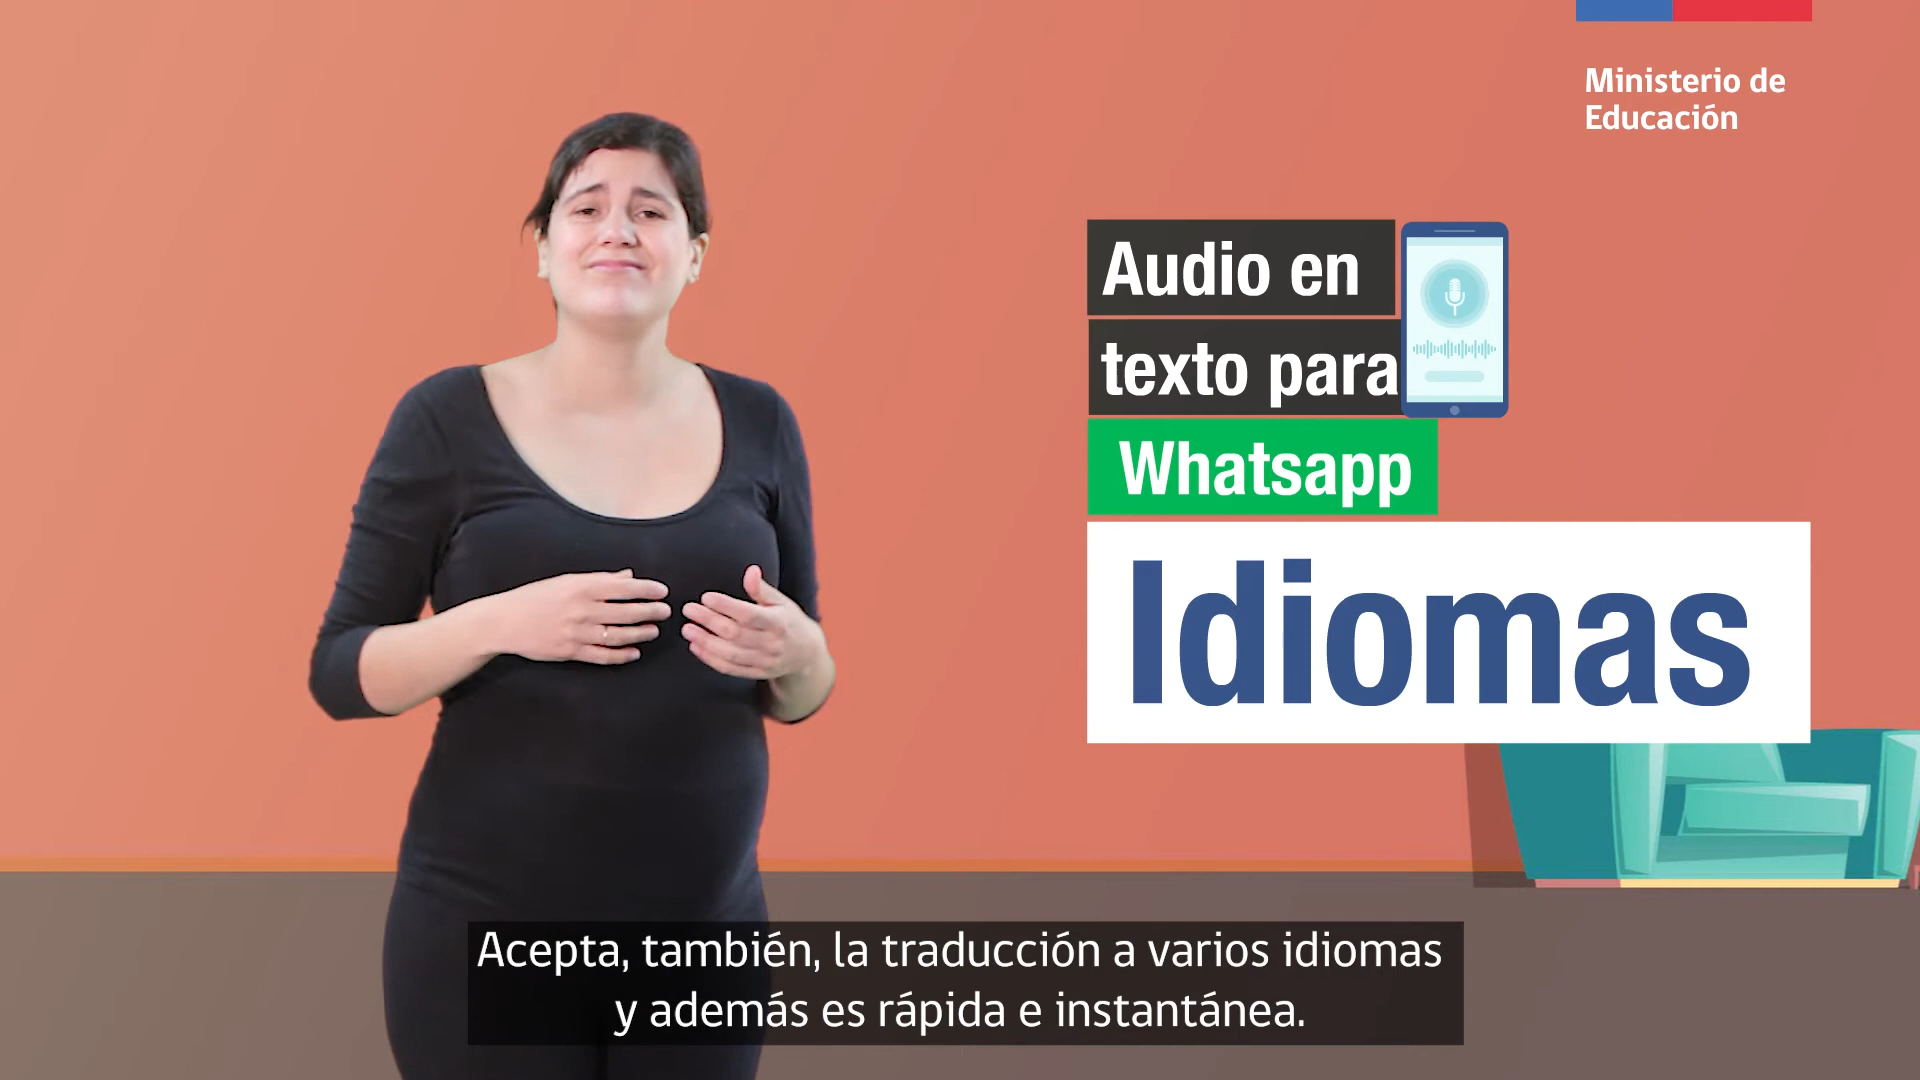 Ministerio de
Educación
Audio en
texto para
Whatsapp
Idiomas
Acepta, también, la traducción a varios idiomas
y además es rápida e instantánea.